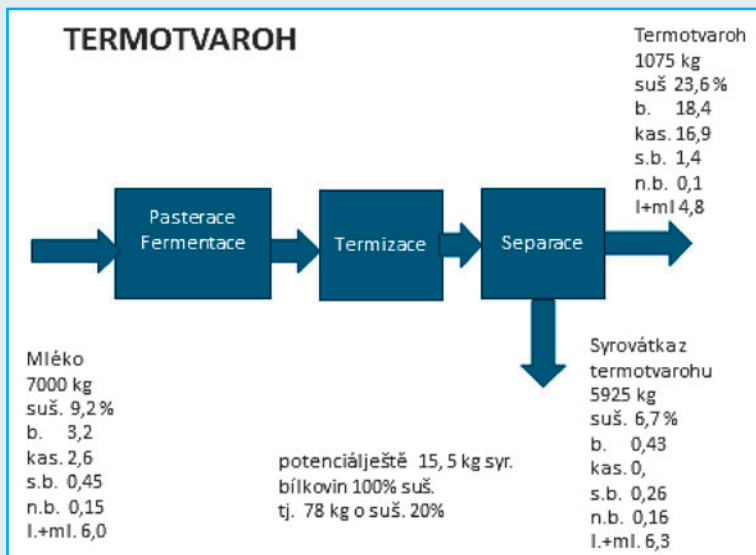 TERMOTVAROH
Termotvaroh
1075 kg
suš 23,6 %
b. 18,4
kas. 16,9
s.b. 1,4
n.b. 0,1
l+ml 4,8
Pasterace
Fermentace
Termizace
Separace
Mléko
7000 kg
suš. 9,2 %
b. 3,2
kas. 2,6
s.b. 0,45
n.b. 0,15
l.+ml. 6,0
potenciálještě 15, 5 kg syr.
bílkovin 100% suš.
tj. 78 kg o suš. 20%
Syrovátka z
termotvarohu
5925 kg
suš. 6,7 %
b. 0,43
kas. 0,
s.b. 0,26
n.b. 0,16
l.+ml. 6,3